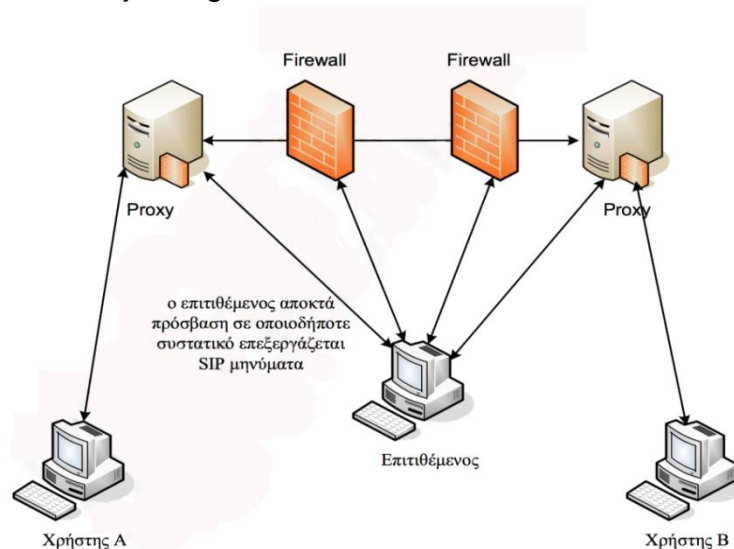 Firewall
Firewall
Proxy
Proxy
ο επιτιθέμενος αποκτά
πρόσβαση σε οποιοδήποτε
συστατικό επεξεργάζεται
SIP μηνύματα
Επιτιθέμενος
Χρήστης Α
Χρήστης Β